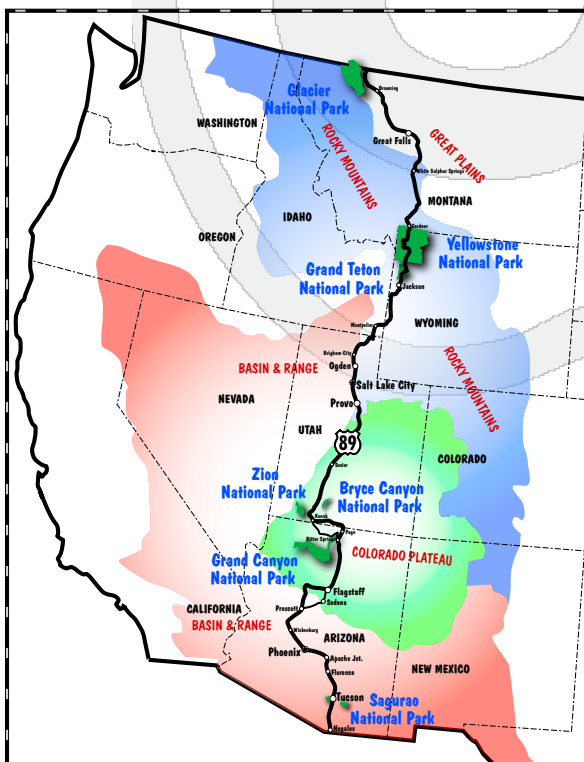 Glacier
National Park
Browning
WASHINGTON
ROCKY MOUNTAINS
Great Falls
GREAT PLAINS
White Sulphur Springs
MONTANA
IDAHO
OREGON
Gardner
Yellowstone
National Park
Grand Teton
National Park
Jackson
Montpelier
WYOMING
Brigham City
BASIN & RANGE
Ogden
Salt Lake City
ROCKY MOUNTAINS
NEVADA
Provo
UTAH
89
COLORADO
Sevier
Zion
National Park
Bryce Canyon
National Park
Kanab
Page
Bitter Springs
Grand Canyon
National Park
COLORADO PLATEAU
Flagstaff
Sedona
Prescott
CALIFORNIA
BASIN & RANGE
Wickenburg
ARIZONA
Phoenix
Apache Jct.
Florence
NEW MEXICO
Tucson
Sagurao
National Park
Nogales